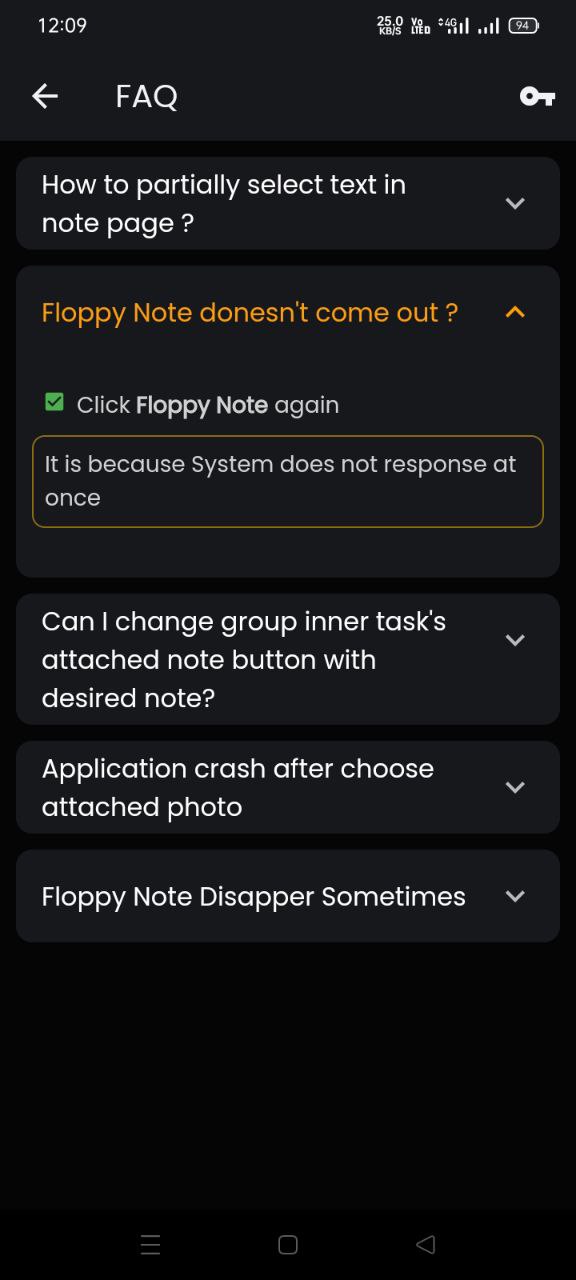 12:09
25.0 KB/S Vo LTED 4G 94
FAQ
How to partially select text in
note page ?
Floppy Note donesn't come out ?
Click Floppy Note again
It is because System does not response at
once
Can I change group inner task's
attached note button with
desired note?
Application crash after choose
attached photo
Floppy Note Disapper Sometimes